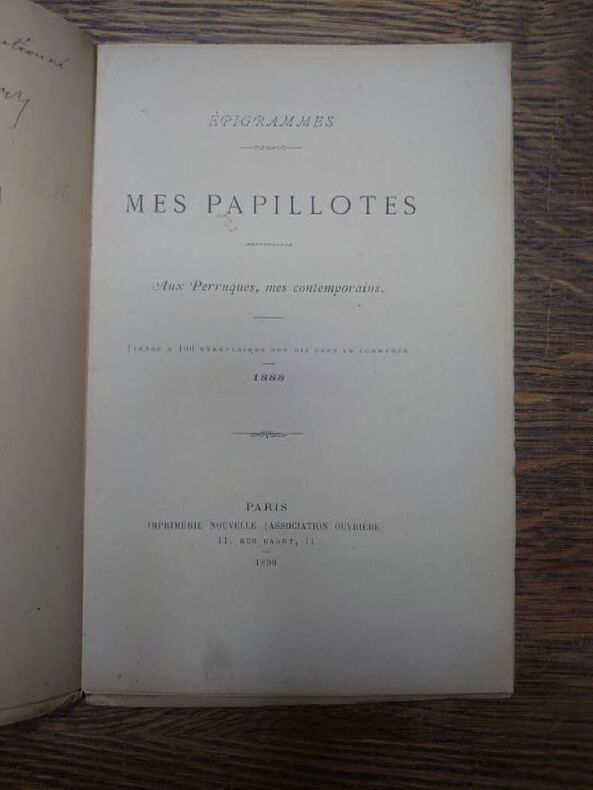 ÉPIGRAMMES
MES PAPILLOTES
Aux Perruques, mes contemporains.
TIRAGE A 100 EXEMPLAIRES NON MIS DANS LE COMMERCE
1888
PARIS
IMPRIMERIE NOUVELLE (ASSOCIATION OUVRIÈRE)
11, RUE CADET, 11
1890